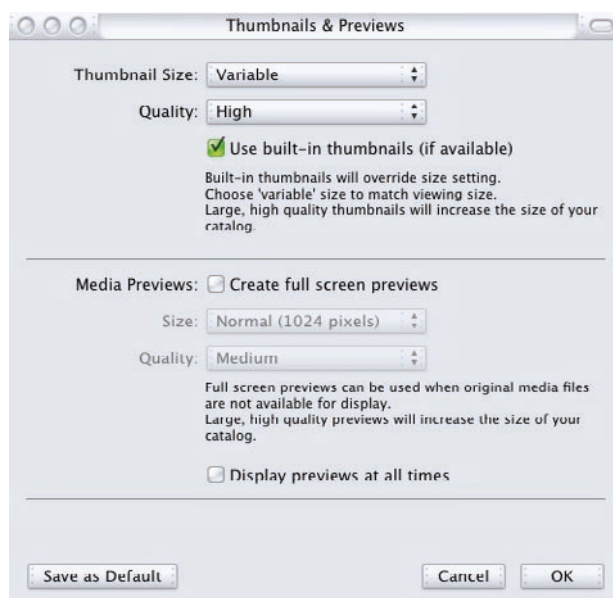 Thumbnails & Previews
Thumbnail Size: Variable
Quality: High
Use built-in thumbnails (if available)
Built-in thumbnails will override size setting.
Choose 'variable' size to match viewing size.
Large, high quality thumbnails will increase the size of your
catalog.
Media Previews: Create full screen previews
Size: Normal (1024 pixels)
Quality: Medium
Full screen previews can be used when original media files
are not available for display.
Large, high quality previews will increase the size of your
catalog.
Display previews at all times
Save as Default Cancel OK